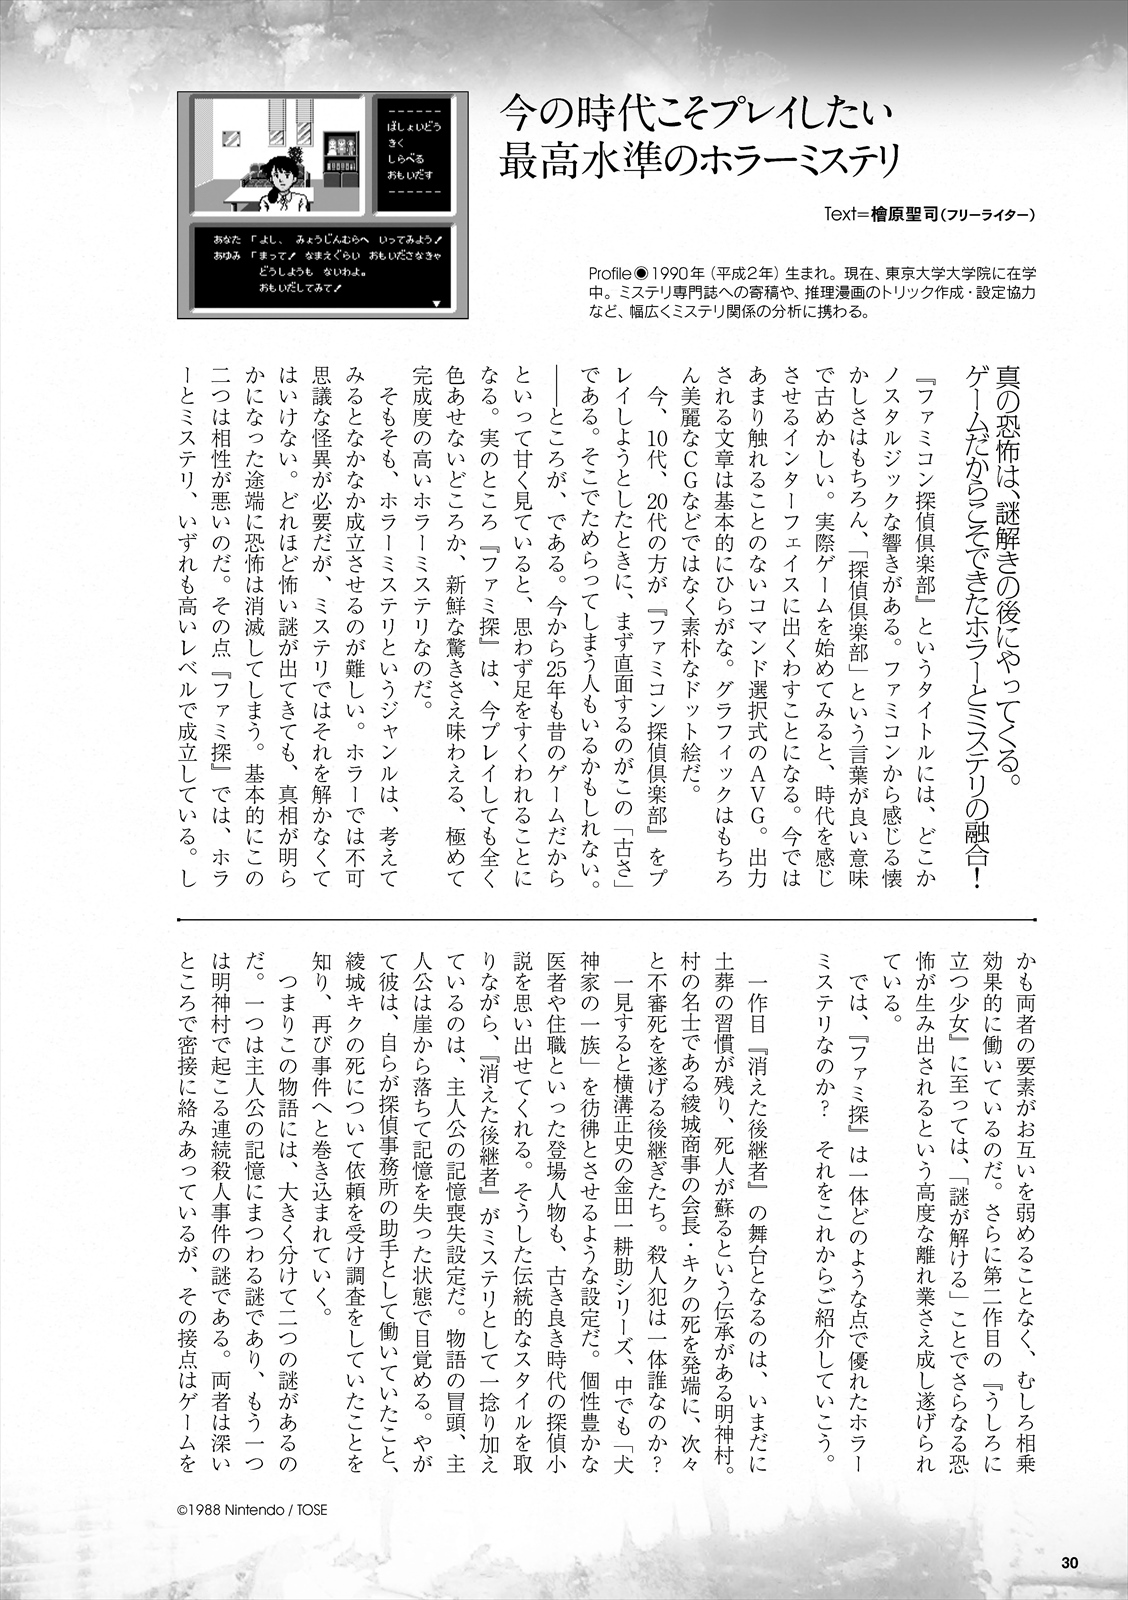 今の時代こそプレイしたい
最高水準のホラーミステリ
Text=檜原聖司(フリーライター)
Profile◉1990年(平成2年)生まれ。現在、東京大学大学院に在学
中。ミステリ専門誌への寄稿や、推理漫画のトリック作成・設定協力
など、幅広くミステリ関係の分析に携わる。
ばしょいどう
きく
しらべる
おもいだす
あなた「よし、 みょうじんむらへ いってみよう!
あゆみ「まって! なまえぐらい おもいださなきゃ
どうしようも ないわよ。
おもいだしてみて!
▼
真の恐怖は、謎解きの後にやってくる。
ゲームだからこそできたホラーとミステリの融合!
『ファミコン探偵倶楽部』というタイトルには、どこか
ノスタルジックな響きがある。ファミコンから感じる懐
かしさはもちろん、「探偵倶楽部」という言葉が良い意味
で古めかしい。実際ゲームを始めてみると、時代を感じ
させるインターフェイスに出くわすことになる。今では
あまり触れることのないコマンド選択式のAVG。出力
される文章は基本的にひらがな。グラフィックはもちろ
ん美麗なCGなどではなく素朴なドット絵だ。
今、10代、20代の方が『ファミコン探偵倶楽部』をプ
レイしようとしたときに、まず直面するのがこの「古さ」
である。そこでためらってしまう人もいるかもしれない。
――ところが、である。今から25年も昔のゲームだから
といって甘く見ていると、思わず足をすくわれることに
なる。実のところ『ファミ探』は、今プレイしても全く
色あせないどころか、新鮮な驚きさえ味わえる、極めて
完成度の高いホラーミステリなのだ。
そもそも、ホラーミステリというジャンルは、考えて
みるとなかなか成立させるのが難しい。ホラーでは不可
思議な怪異が必要だが、ミステリではそれを解かなくて
はいけない。どれほど怖い謎が出てきても、真相が明ら
かになった途端に恐怖は消滅してしまう。基本的にこの
二つは相性が悪いのだ。その点『ファミ探』では、ホラ
ーとミステリ、いずれも高いレベルで成立している。し
かも両者の要素がお互いを弱めることなく、むしろ相乗
効果的に働いているのだ。さらに第二作目の『うしろに
立つ少女』に至っては、「謎が解ける」ことでさらなる恐
怖が生み出されるという高度な離れ業さえ成し遂げられ
ている。
では、『ファミ探』は一体どのような点で優れたホラー
ミステリなのか? それをこれからご紹介していこう。
一作目『消えた後継者』の舞台となるのは、いまだに
土葬の習慣が残り、死人が蘇るという伝承がある明神村。
村の名士である綾城商事の会長・キクの死を発端に、次々
と不審死を遂げる後継ぎたち。殺人犯は一体誰なのか?
一見すると横溝正史の金田一耕助シリーズ、中でも「犬
神家の一族」を彷彿とさせるような設定だ。個性豊かな
医者や住職といった登場人物も、古き良き時代の探偵小
説を思い出せてくれる。そうした伝統的なスタイルを取
りながら、『消えた後継者』がミステリとして一捻り加え
ているのは、主人公の記憶喪失設定だ。物語の冒頭、主
人公は崖から落ちて記憶を失った状態で目覚める。やが
て彼は、自らが探偵事務所の助手として働いていたこと、
綾城キクの死について依頼を受け調査をしていたことを
知り、再び事件へと巻き込まれていく。
つまりこの物語には、大きく分けて二つの謎があるの
だ。一つは主人公の記憶にまつわる謎であり、もう一つ
は明神村で起こる連続殺人事件の謎である。両者は深い
ところで密接に絡みあっているが、その接点はゲームを
©1988 Nintendo / TOSE
30